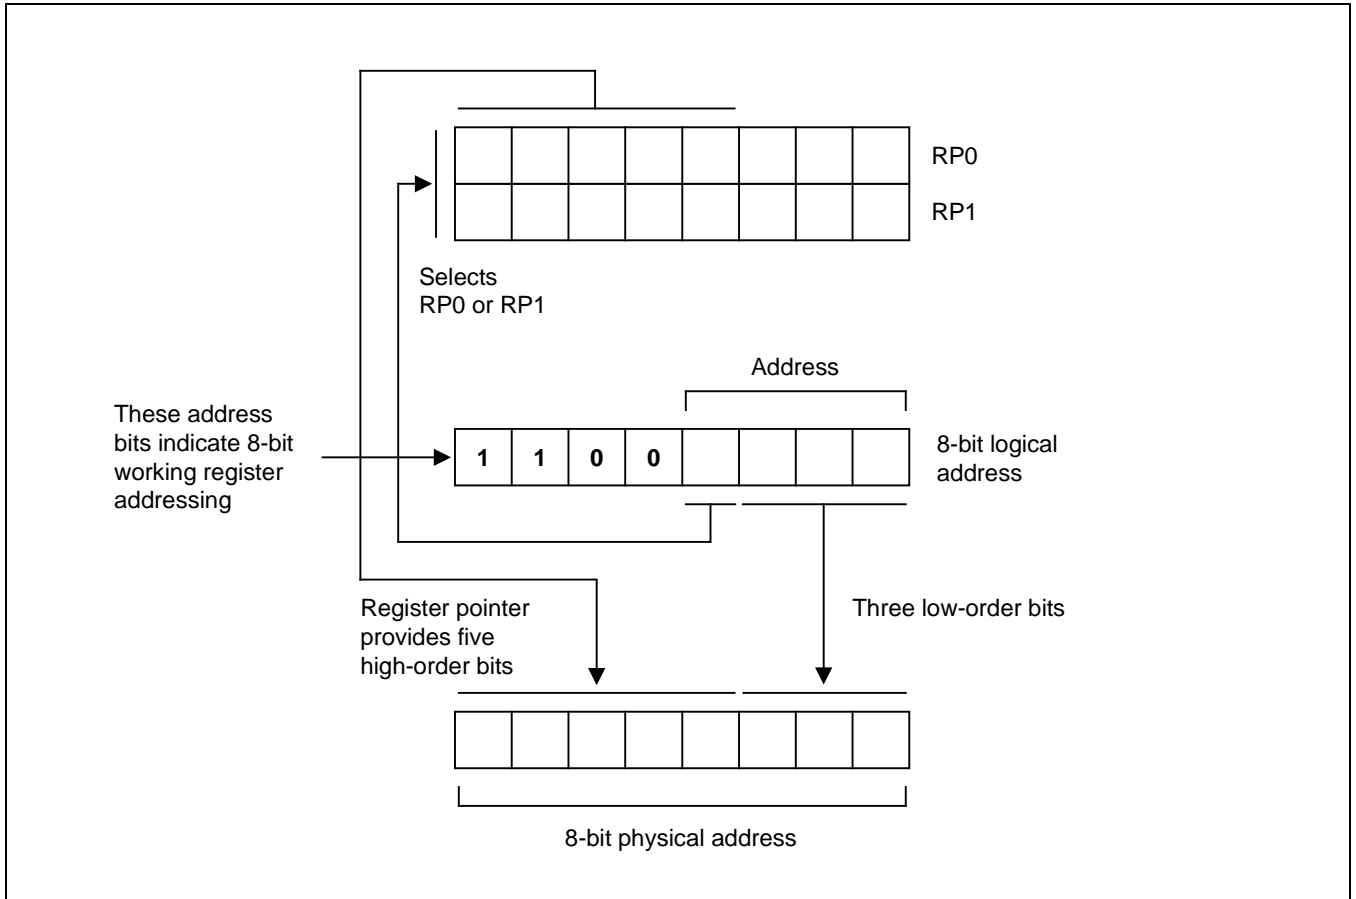 RP0
RP1
Selects
RP0 or RP1
Address
These address
bits indicate 8-bit
working register
addressing
1 1 0 0
8-bit logical
address
Register pointer
provides five
high-order bits
Three low-order bits
8-bit physical address